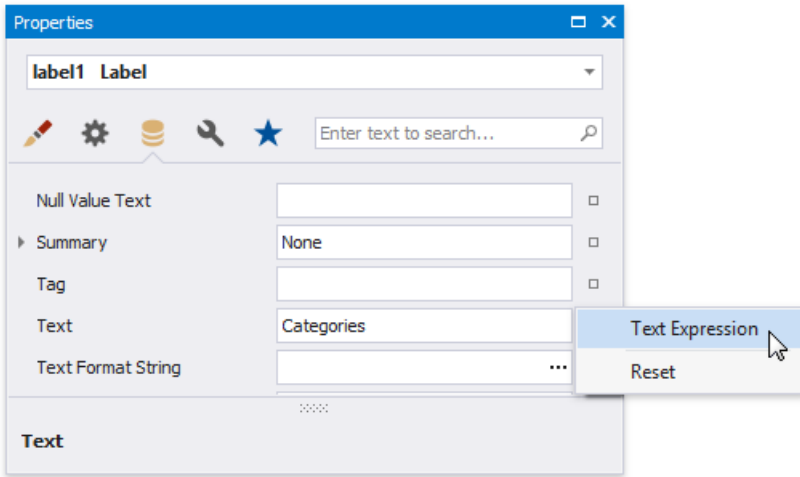 Properties
label1 Label
Enter text to search...
Null Value Text
Summary None
Tag
Text Categories
Text Expression
Text Format String ...
Reset
Text